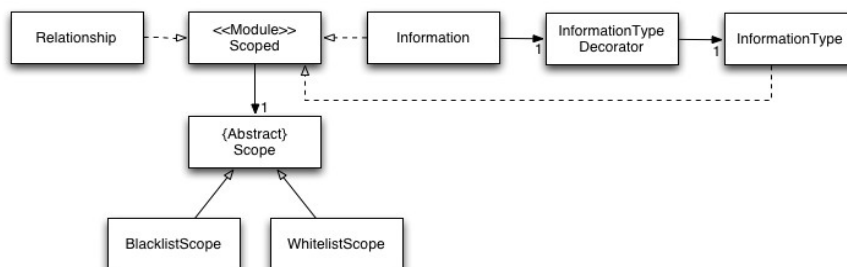 Relationship
<<Module>>
Scoped
Information
InformationType
Decorator
InformationType
1
1
1
{Abstract}
Scope
BlacklistScope
WhitelistScope